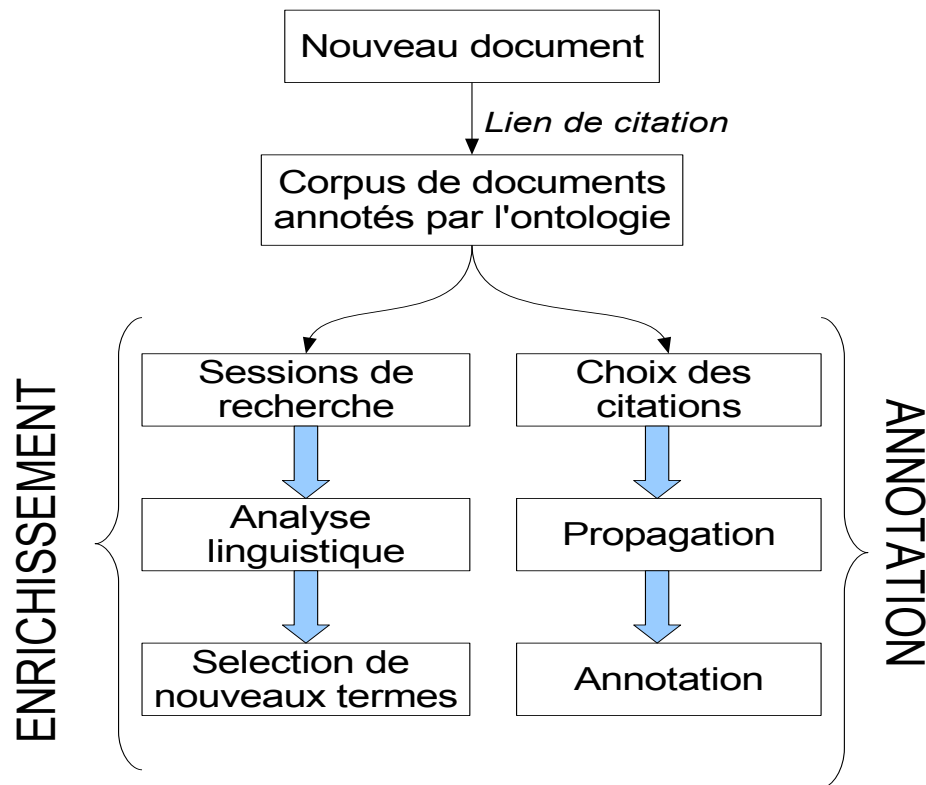 Nouveau document
Lien de citation
Corpus de documents
annotés par l'ontologie
ENRICHISSEMENT
Sessions de
recherche
Analyse
linguistique
Selection de
nouveaux termes
Choix des
citations
Propagation
Annotation
ANNOTATION